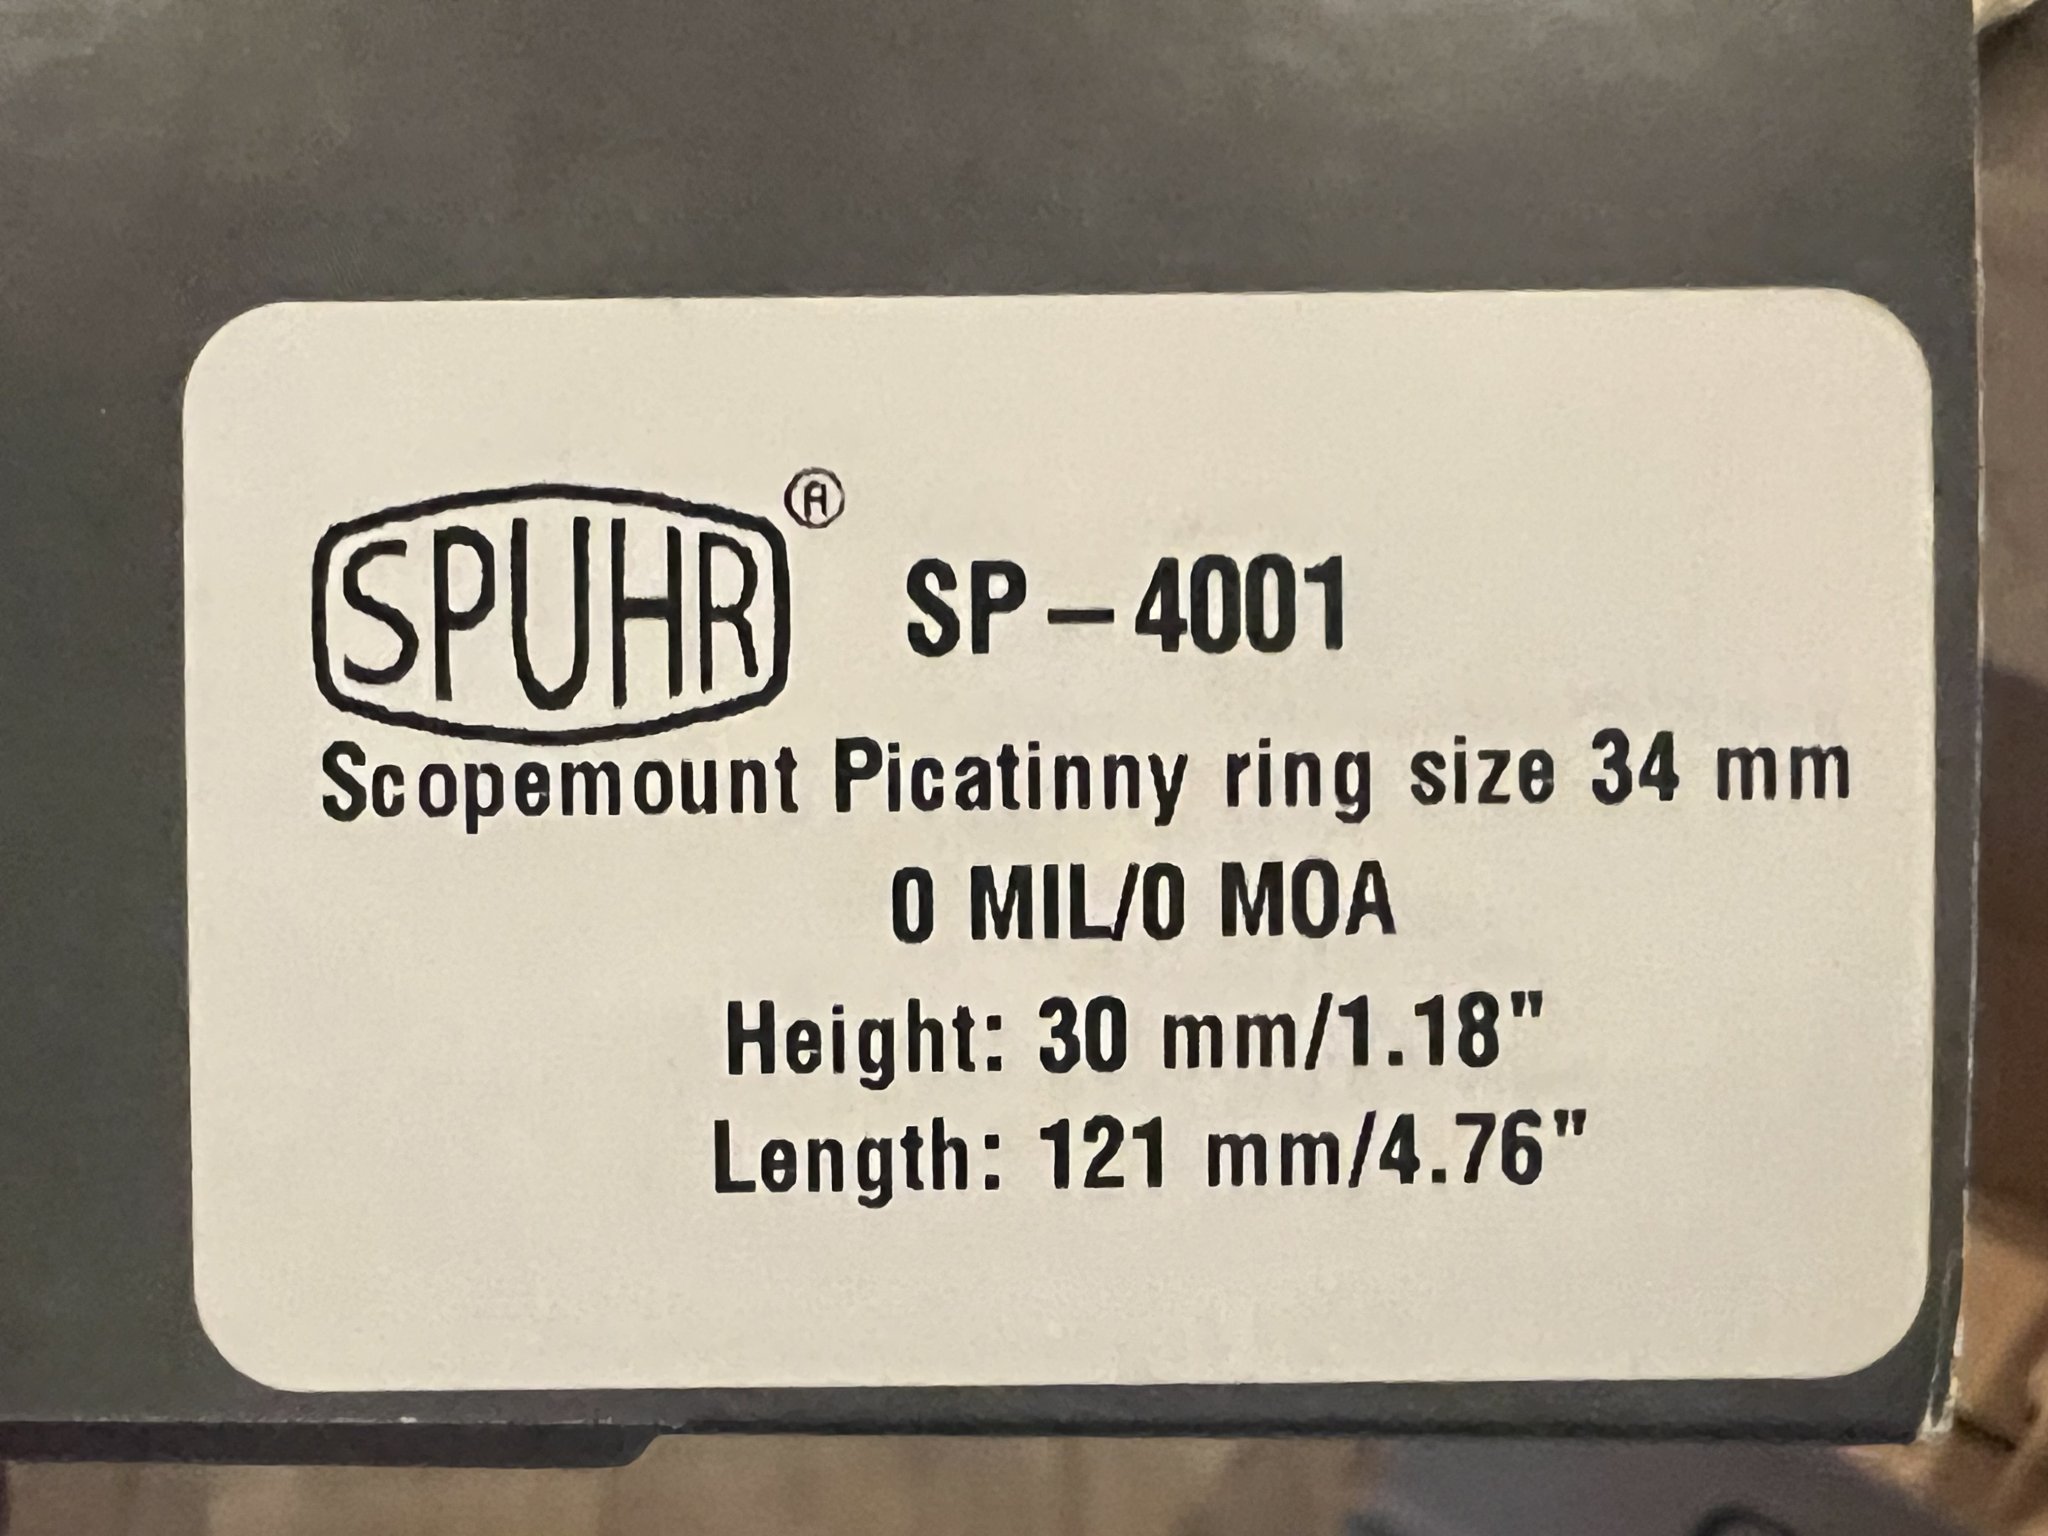 SPUHR® SP-4001
Scopemount Picatinny ring size 34 mm
0 MIL/0 MOA
Height: 30 mm/1.18"
Length: 121 mm/4.76"